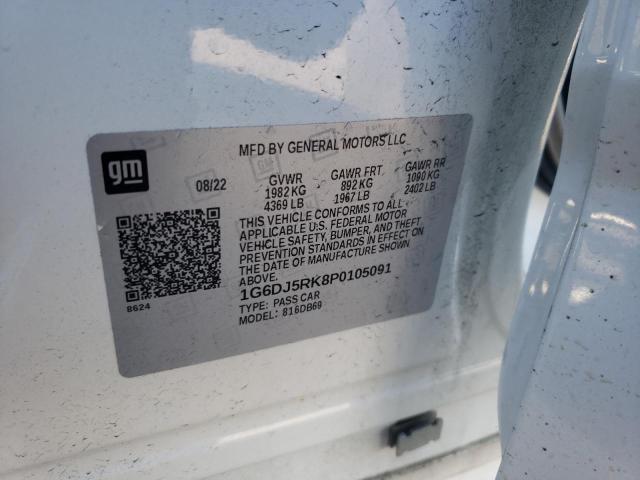 gm
MFD BY GENERAL MOTORS LLC
08/22
GVWR GAWR FRT GAWR RR
1982 KG 892 KG 1090 KG
4369 LB 1967 LB 2402 LB
THIS VEHICLE CONFORMS TO ALL
APPLICABLE U.S. FEDERAL MOTOR
VEHICLE SAFETY, BUMPER, AND THEFT
PREVENTION STANDARDS IN EFFECT ON
THE DATE OF MANUFACTURE SHOWN
ABOVE.
1G6DJ5RK8P0105091
TYPE: PASS CAR
MODEL: 816DB69
8624